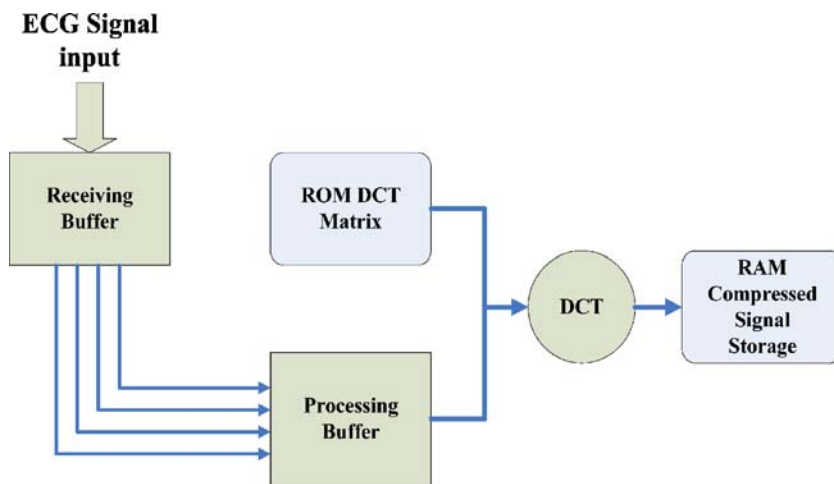 ECG Signal
input
Receiving
Buffer
ROM DCT
Matrix
DCT
RAM
Compressed
Signal
Storage
Processing
Buffer